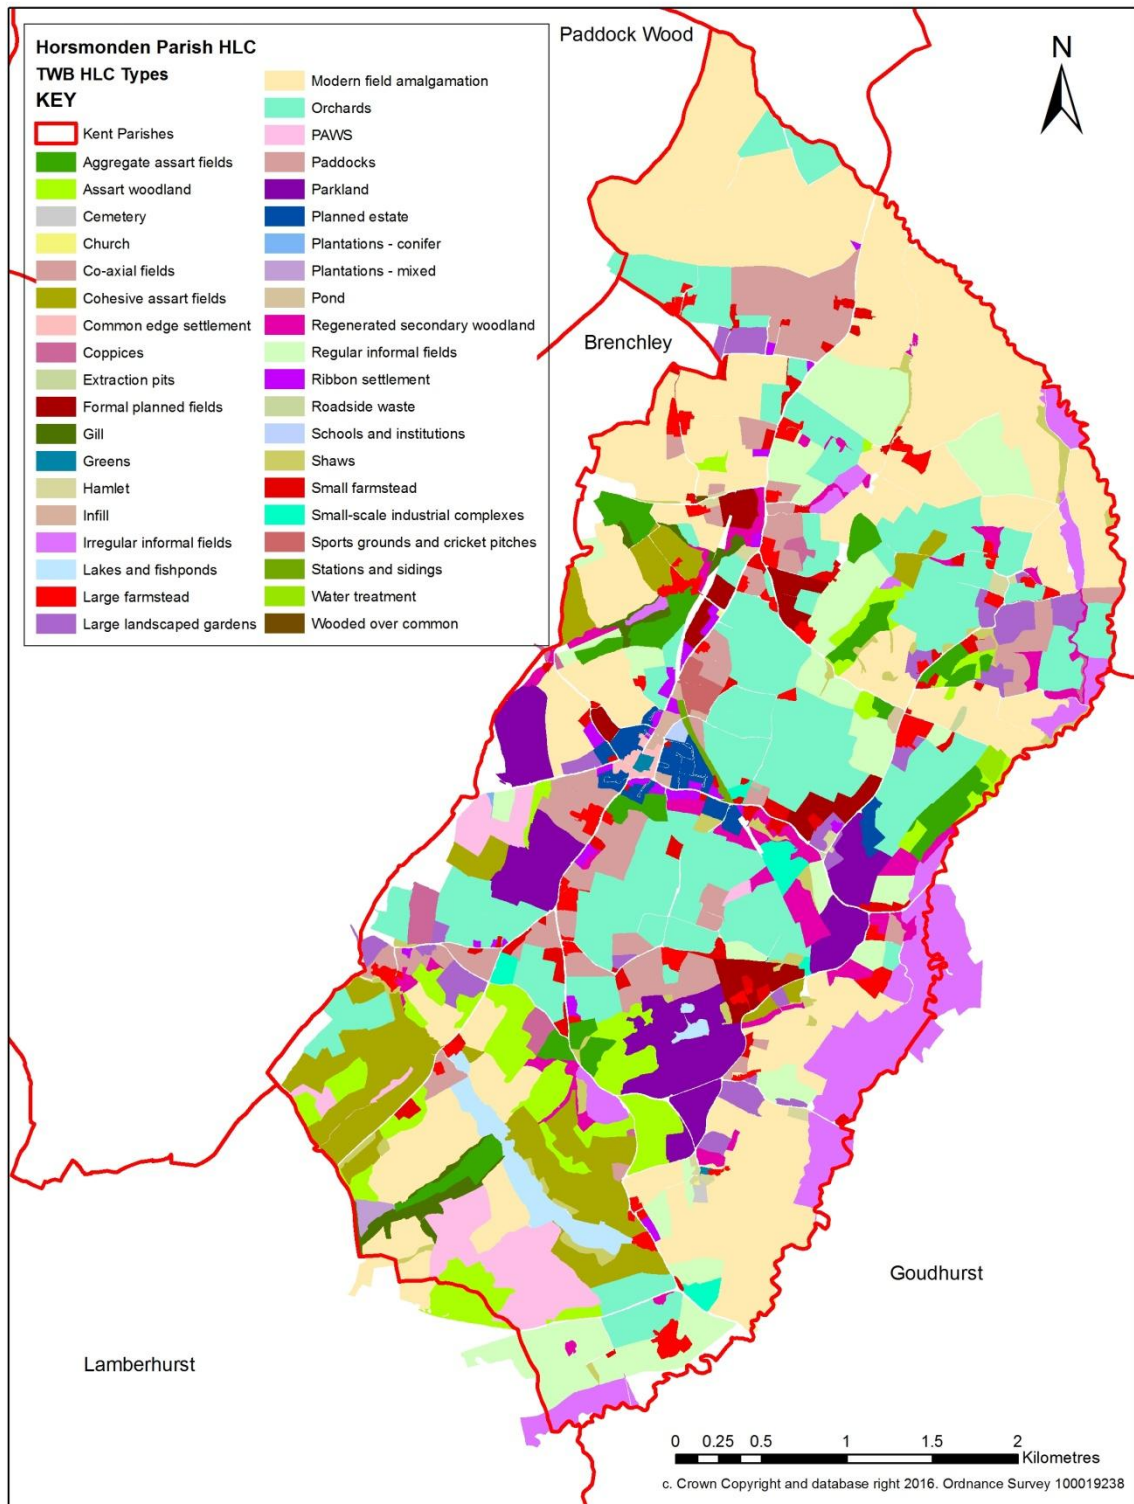 Horsmonden Parish HLC
TWB HLC Types
KEY
Kent Parishes
Aggregate assart fields
Assart woodland
Cemetery
Church
Co-axial fields
Cohesive assart fields
Common edge settlement
Coppices
Extraction pits
Formal planned fields
Gill
Greens
Hamlet
Infill
Irregular informal fields
Lakes and fishponds
Large farmstead
Large landscaped gardens
Modern field amalgamation
Orchards
PAWS
Paddocks
Parkland
Planned estate
Plantations - conifer
Plantations - mixed
Pond
Regenerated secondary woodland
Regular informal fields
Ribbon settlement
Roadside waste
Schools and institutions
Shaws
Small farmstead
Small-scale industrial complexes
Sports grounds and cricket pitches
Stations and sidings
Water treatment
Wooded over common
Paddock Wood
N
Brenchley
Goudhurst
Lamberhurst
0 0.25 0.5 1 1.5 2
Kilometres
c. Crown Copyright and database right 2016. Ordnance Survey 100019238